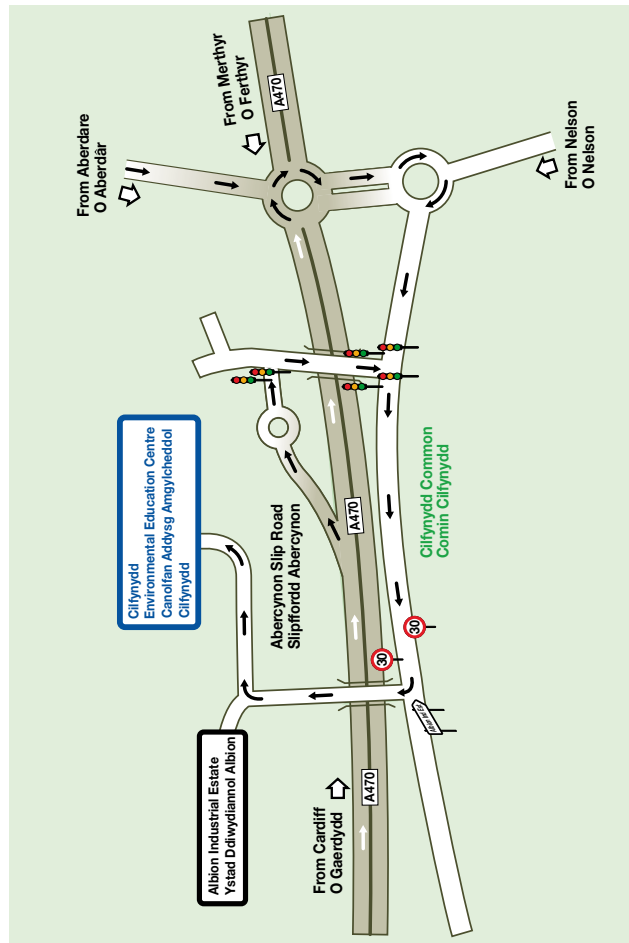 From Aberdare
O Aberdâr
From Merthyr
O Ferthyr
A470
From Nelson
O Nelson
Cilfynydd
Environmental Education Centre
Canolfan Addysg Amgylcheddol
Cilfynydd
Abercynon Slip Road
Slipffordd Abercynon
A470
Cilfynydd Common
Comin Cilfynydd
30
30
Albion Industrial Estate
Ystad Ddiwydiannol Albion
From Cardiff
O Gaerdydd
A470